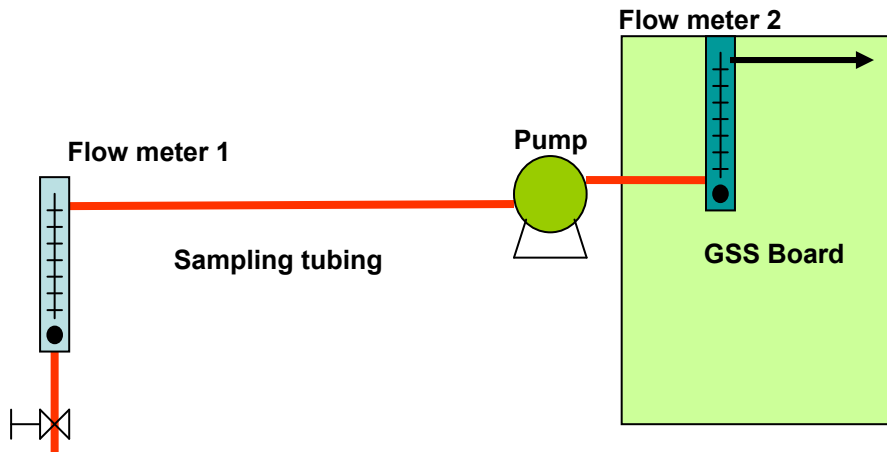 Flow meter 2
Flow meter 1
Pump
Sampling tubing
GSS Board